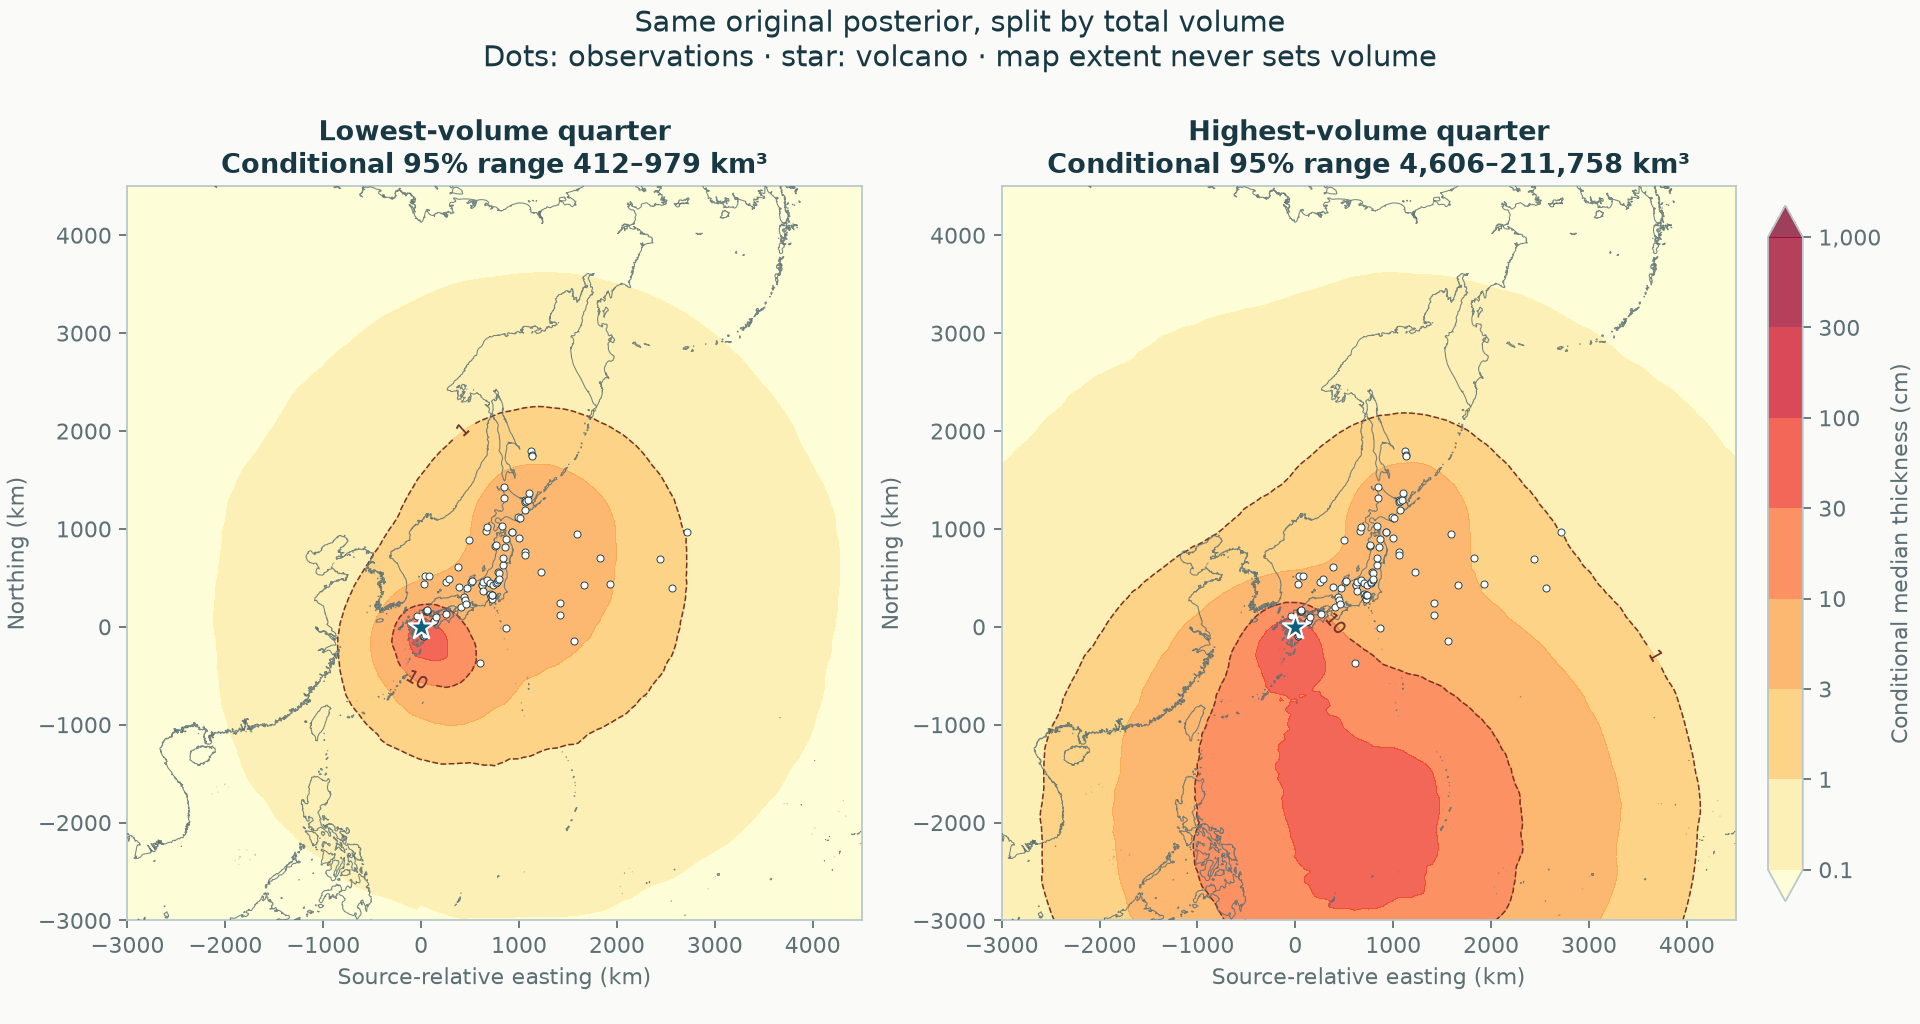 Same original posterior, split by total volume
Dots: observations · star: volcano · map extent never sets volume
Lowest-volume quarter
Conditional 95% range 412–979 km³
Northing (km)
4000
3000
2000
1000
0
−1000
−2000
−3000
1
10
−3000 −2000 −1000 0 1000 2000 3000 4000
Source-relative easting (km)
Highest-volume quarter
Conditional 95% range 4,606–211,758 km³
Northing (km)
4000
3000
2000
1000
0
−1000
−2000
−3000
10
1
−3000 −2000 −1000 0 1000 2000 3000 4000
Source-relative easting (km)
1,000
300
100
30
10
3
1
0.1
Conditional median thickness (cm)